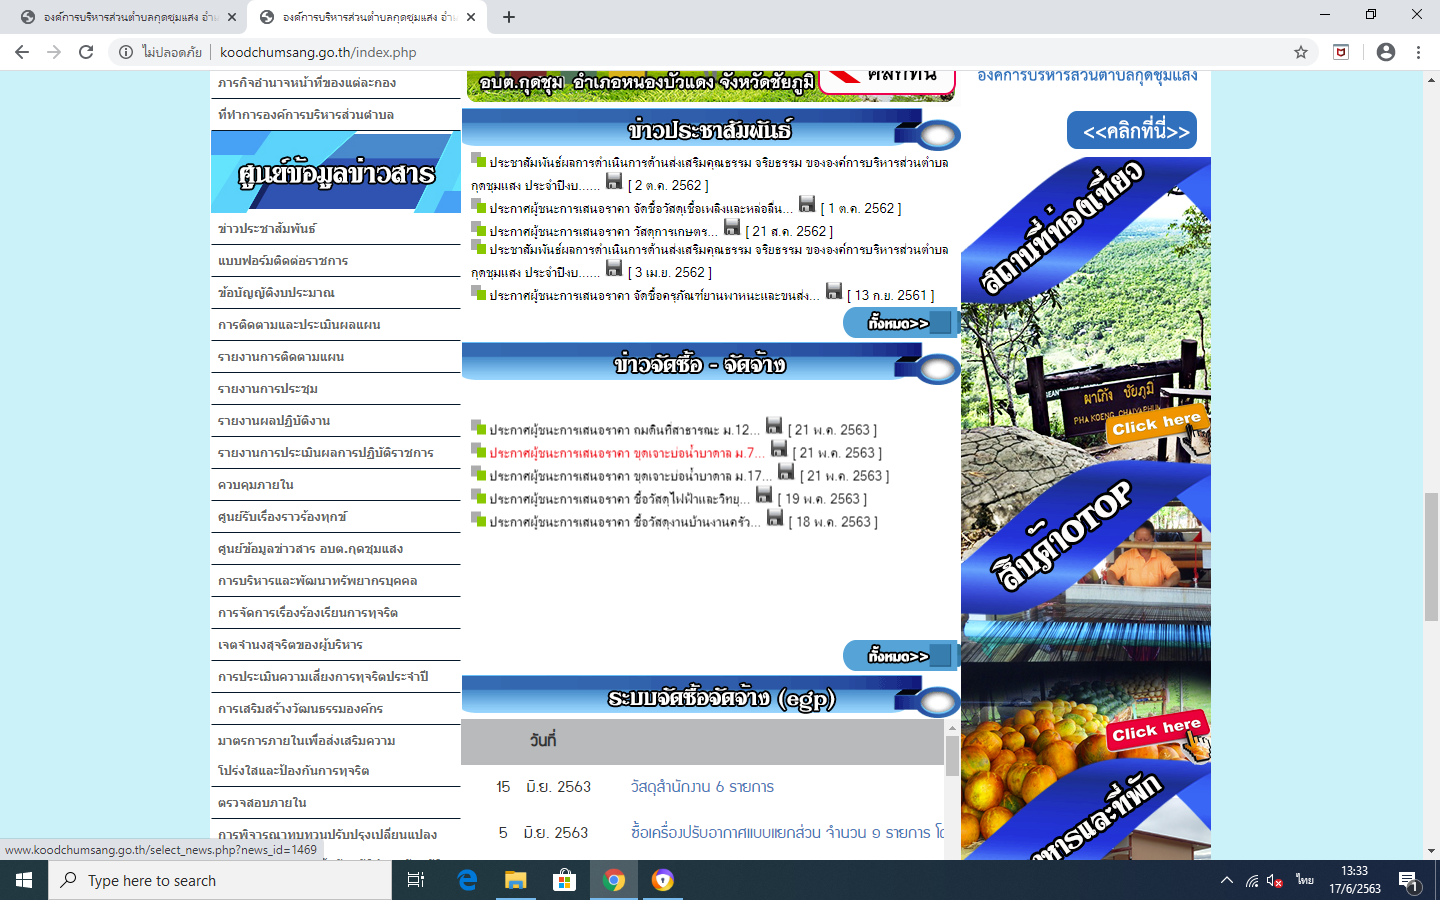 องค์การบริหารส่วนตำบลกุดชุมแสง อำเ
องค์การบริหารส่วนตำบลกุดชุมแสง อำเ
ไม่ปลอดภัย
koodchumsang.go.th/index.php
ภารกิจอำนาจหน้าที่ของแต่ละกอง
ที่ทำการองค์การบริหารส่วนตำบล
ศูนย์ข้อมูลข่าวสาร
ข่าวประชาสัมพันธ์
แบบฟอร์มติดต่อราชการ
ข้อบัญญัติงบประมาณ
การติดตามและประเมินผลแผน
รายงานการติดตามแผน
รายงานการประชุม
รายงานผลปฏิบัติงาน
รายงานการประเมินผลการปฏิบัติราชการ
ควบคุมภายใน
ศูนย์รับเรื่องราวร้องทุกข์
ศูนย์ข้อมูลข่าวสาร อบต.กุดชุมแสง
การบริหารและพัฒนาทรัพยากรบุคคล
การจัดการเรื่องร้องเรียนการทุจริต
เจตจำนงสุจริตของผู้บริหาร
การประเมินความเสี่ยงการทุจริตประจำปี
การเสริมสร้างวัฒนธรรมองค์กร
มาตรการภายในเพื่อส่งเสริมความ
โปร่งใสและป้องกันการทุจริต
ตรวจสอบภายใน
การพิจารณาทบทวนปรับปรุงเปลี่ยนแปลง
www.koodchumsang.go.th/select_news.php?news_id=1469
อบต.กุดชุม อำเภอหนองบัวแดง จังหวัดชัยภูมิ
คลิกที่นี่
ข่าวประชาสัมพันธ์
ประชาสัมพันธ์ผลการดำเนินการด้านส่งเสริมคุณธรรม จริยธรรม ขององค์การบริหารส่วนตำบล
กุดชุมแสง ประจำปีงบ...... [ 2 ต.ค. 2562 ]
ประกาศผู้ชนะการเสนอราคา จัดซื้อวัสดุเชื้อเพลิงและหล่อลื่น... [ 1 ต.ค. 2562 ]
ประกาศผู้ชนะการเสนอราคา วัสดุการเกษตร... [ 21 ส.ค. 2562 ]
ประชาสัมพันธ์ผลการดำเนินการด้านส่งเสริมคุณธรรม จริยธรรม ขององค์การบริหารส่วนตำบล
กุดชุมแสง ประจำปีงบ...... [ 3 เม.ย. 2562 ]
ประกาศผู้ชนะการเสนอราคา จัดซื้อครุภัณฑ์ยานพาหนะและขนส่ง... [ 13 ก.ย. 2561 ]
ทั้งหมด>>
ข่าวจัดซื้อ - จัดจ้าง
ประกาศผู้ชนะการเสนอราคา ถมดินที่สาธารณะ ม.12... [ 21 พ.ค. 2563 ]
ประกาศผู้ชนะการเสนอราคา ขุดเจาะบ่อน้ำบาดาล ม.7... [ 21 พ.ค. 2563 ]
ประกาศผู้ชนะการเสนอราคา ขุดเจาะบ่อน้ำบาดาล ม.17... [ 21 พ.ค. 2563 ]
ประกาศผู้ชนะการเสนอราคา ซื้อวัสดุไฟฟ้าและวิทยุ... [ 19 พ.ค. 2563 ]
ประกาศผู้ชนะการเสนอราคา ซื้อวัสดุงานบ้านงานครัว... [ 18 พ.ค. 2563 ]
ทั้งหมด>>
ระบบจัดซื้อจัดจ้าง (egp)
วันที่
15 มิ.ย. 2563 วัสดุสำนักงาน 6 รายการ
5 มิ.ย. 2563 ซื้อเครื่องปรับอากาศแบบแยกส่วน จำนวน ๑ รายการ โด
องค์การบริหารส่วนตำบลกุดชุมแสง
<<คลิกที่นี่>>
สถานที่ท่องเที่ยว
ผาเกิ้ง ชัยภูมิ
PHA KOENG CHAIYAPHUM
Click here
สินค้าOTOP
Click here
หารและที่พัก
Type here to search
ไทย
13:33
17/6/2563
1